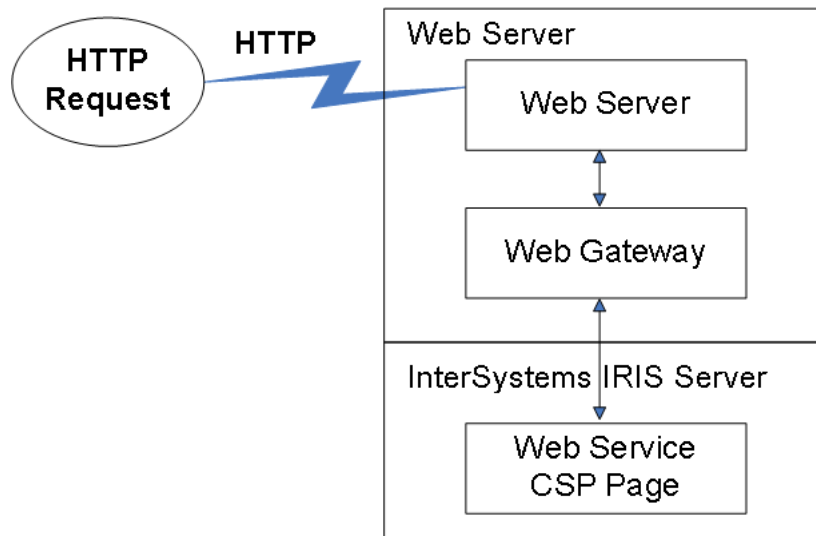 HTTP
Request
HTTP
Web Server
Web Server
Web Gateway
InterSystems IRIS Server
Web Service
CSP Page